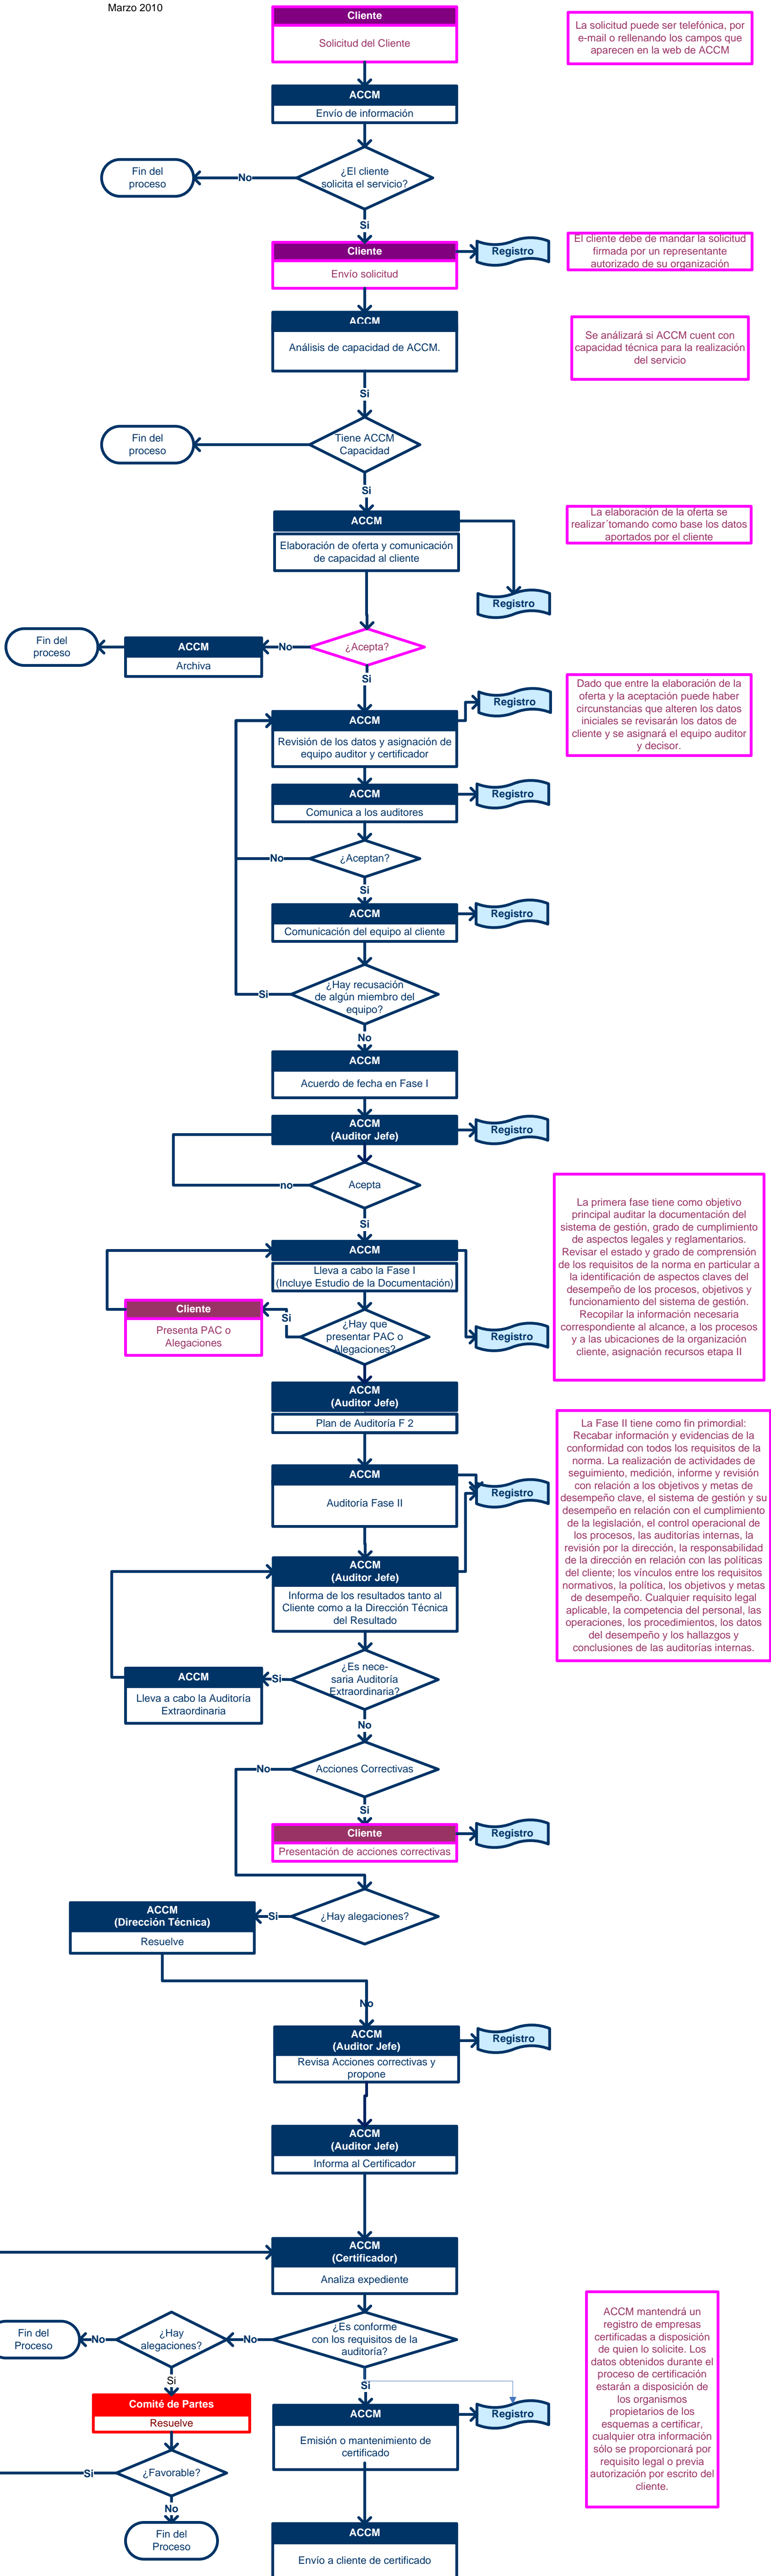 Marzo 2010
Cliente
Solicitud del Cliente
La solicitud puede ser telefónica, por
e-mail o rellenando los campos que
aparecen en la web de ACCM
ACCM
Envío de información
¿El cliente
solicita el servicio?
No
Fin del
proceso
Si
Cliente
Envío solicitud
Registro
El cliente debe de mandar la solicitud
firmada por un representante
autorizado de su organización
ACCM
Análisis de capacidad de ACCM.
Se análizará si ACCM cuent con
capacidad técnica para la realización
del servicio
Si
Tiene ACCM
Capacidad
Fin del
proceso
Si
ACCM
Elaboración de oferta y comunicación
de capacidad al cliente
La elaboración de la oferta se
realizar´tomando como base los datos
aportados por el cliente
Registro
¿Acepta?
No
ACCM
Archiva
Fin del
proceso
Si
Registro
Dado que entre la elaboración de la
oferta y la aceptación puede haber
circunstancias que alteren los datos
iniciales se revisarán los datos de
cliente y se asignará el equipo auditor
y decisor.
ACCM
Revisión de los datos y asignación de
equipo auditor y certificador
ACCM
Comunica a los auditores
Registro
¿Aceptan?
No
Si
ACCM
Comunicación del equipo al cliente
Registro
¿Hay recusación
de algún miembro del
equipo?
Si
No
ACCM
Acuerdo de fecha en Fase I
ACCM
(Auditor Jefe)
Registro
Acepta
no
Si
ACCM
Lleva a cabo la Fase I
(Incluye Estudio de la Documentación)
La primera fase tiene como objetivo
principal auditar la documentación del
sistema de gestión, grado de cumplimiento
de aspectos legales y reglamentarios.
Revisar el estado y grado de comprensión
de los requisitos de la norma en particular a
la identificación de aspectos claves del
desempeño de los procesos, objetivos y
funcionamiento del sistema de gestión.
Recopilar la información necesaria
correspondiente al alcance, a los procesos
y a las ubicaciones de la organización
cliente, asignación recursos etapa II
Cliente
Presenta PAC o
Alegaciones
Si
¿Hay que
presentar PAC o
Alegaciones?
Registro
ACCM
(Auditor Jefe)
Plan de Auditoría F 2
ACCM
Auditoría Fase II
Registro
La Fase II tiene como fin primordial:
Recabar información y evidencias de la
conformidad con todos los requisitos de la
norma. La realización de actividades de
seguimiento, medición, informe y revisión
con relación a los objetivos y metas de
desempeño clave, el sistema de gestión y su
desempeño en relación con el cumplimiento
de la legislación, el control operacional de
los procesos, las auditorías internas, la
revisión por la dirección, la responsabilidad
de la dirección en relación con las políticas
del cliente; los vínculos entre los requisitos
normativos, la política, los objetivos y metas
de desempeño. Cualquier requisito legal
aplicable, la competencia del personal, las
operaciones, los procedimientos, los datos
del desempeño y los hallazgos y
conclusiones de las auditorías internas.
ACCM
(Auditor Jefe)
Informa de los resultados tanto al
Cliente como a la Dirección Técnica
del Resultado
¿Es nece-
saria Auditoría
Extraordinaria?
Si
ACCM
Lleva a cabo la Auditoría
Extraordinaria
No
Acciones Correctivas
No
Si
Cliente
Presentación de acciones correctivas
Registro
¿Hay alegaciones?
Si
ACCM
(Dirección Técnica)
Resuelve
No
ACCM
(Auditor Jefe)
Revisa Acciones correctivas y
propone
Registro
ACCM
(Auditor Jefe)
Informa al Certificador
ACCM
(Certificador)
Analiza expediente
¿Es conforme
con los requisitos de la
auditoría?
No
¿Hay
alegaciones?
No
Fin del
Proceso
Si
Si
Comité de Partes
Resuelve
ACCM
Emisión o mantenimiento de
certificado
Registro
ACCM mantendrá un
registro de empresas
certificadas a disposición
de quien lo solicite. Los
datos obtenidos durante el
proceso de certificación
estarán a disposición de
los organismos
propietarios de los
esquemas a certificar,
cualquier otra información
sólo se proporcionará por
requisito legal o previa
autorización por escrito del
cliente.
¿Favorable?
Si
No
Fin del
Proceso
ACCM
Envío a cliente de certificado